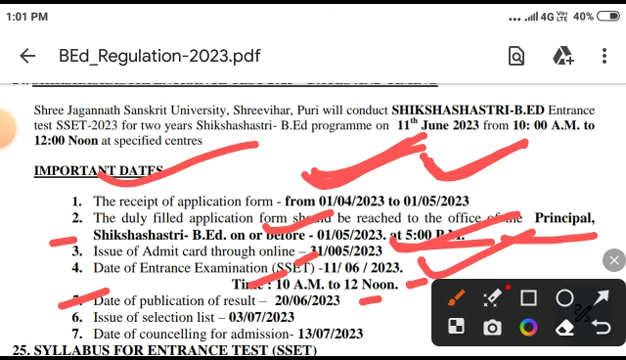 1:01 PM
4G 40%
BEd_Regulation-2023.pdf
Shree Jagannath Sanskrit University, Shreevihar, Puri will conduct SHIKSHASHASTRI-B.ED Entrance
test SSET-2023 for two years Shikshashastri- B.Ed programme on 11th June 2023 from 10: 00 A.M. to
12:00 Noon at specified centres
IMPORTANT DATES
1. The receipt of application form - from 01/04/2023 to 01/05/2023
2. The duly filled application form should be reached to the office of the Principal,
Shikshashastri- B.Ed. on or before - 01/05/2023. at 5:00 P.M.
3. Issue of Admit card through online – 31/005/2023
4. Date of Entrance Examination (SSET) -11/ 06 / 2023.
Time : 10 A.M. to 12 Noon.
5. Date of publication of result – 20/06/2023
6. Issue of selection list – 03/07/2023
7. Date of councelling for admission- 13/07/2023
25. SYLLABUS FOR ENTRANCE TEST (SSET)